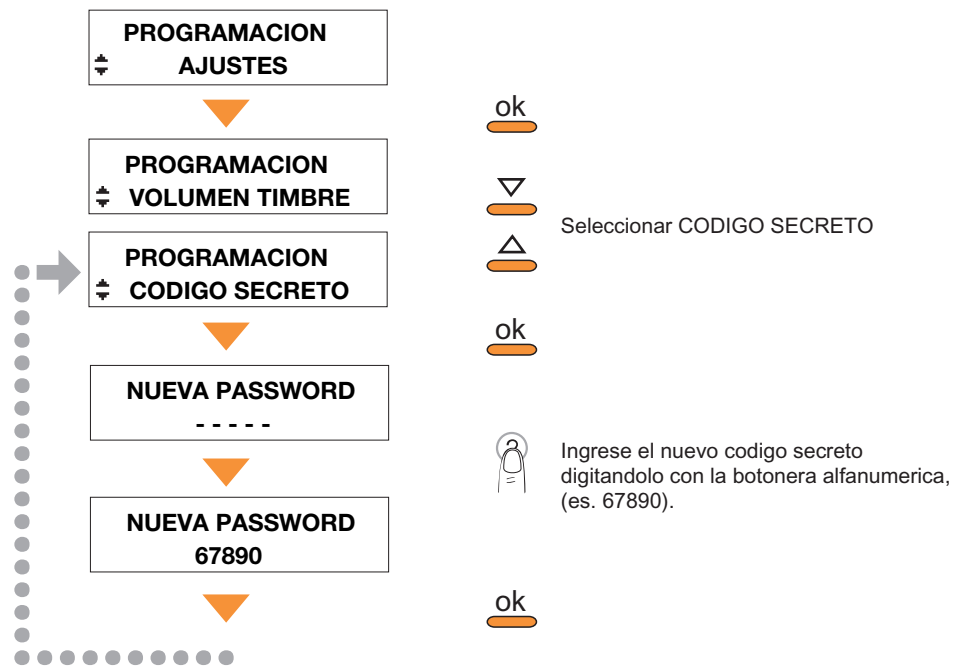 PROGRAMACION
AJUSTES
ok
PROGRAMACION
VOLUMEN TIMBRE
Seleccionar CODIGO SECRETO
PROGRAMACION
CODIGO SECRETO
ok
NUEVA PASSWORD
- - - - -
Ingrese el nuevo codigo secreto
digitandolo con la botonera alfanumerica,
(es. 67890).
NUEVA PASSWORD
67890
ok